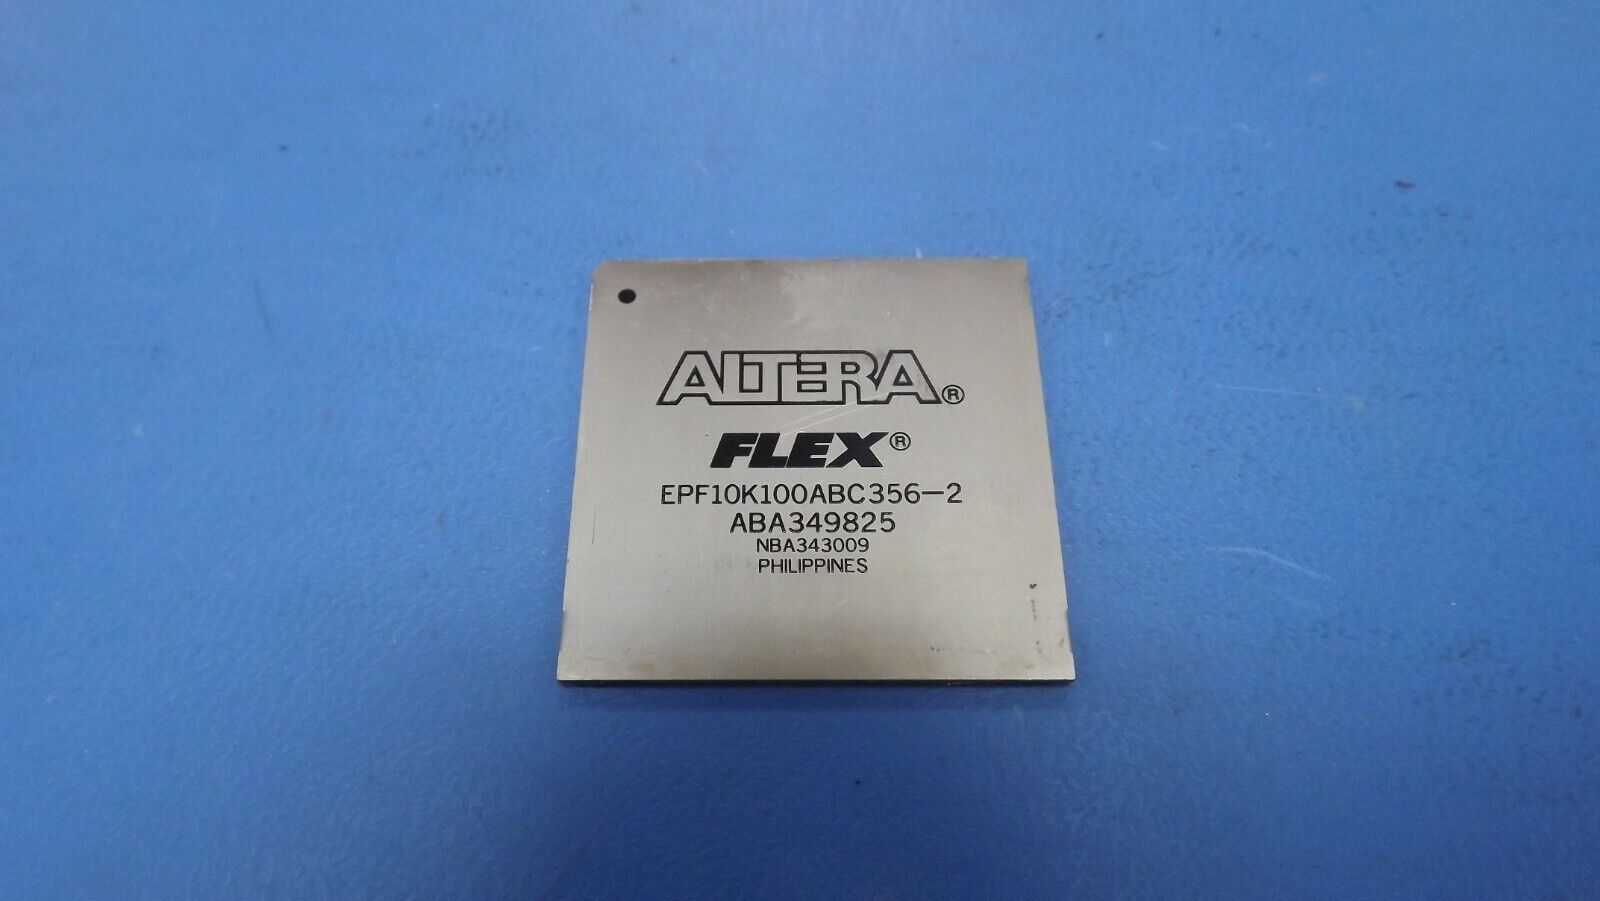 ALTERA®
FLEX®
EPF10K100ABC356-2
ABA349825
NBA343009
PHILIPPINES